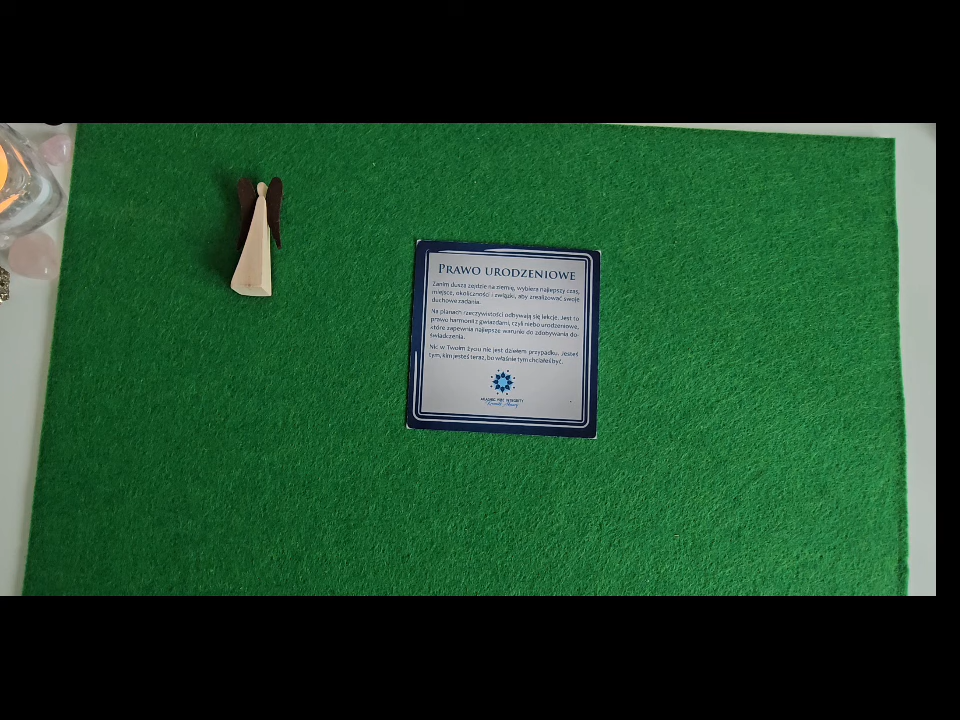 PRAWO URODZENIOWE
Zanim dusza zejdzie na ziemię, wybiera najlepszy czas,
miejsce, okoliczności i związki, aby zrealizować swoje
duchowe zadania.
Na planach rzeczywistości odbywają się lekcje. Jest to
prawo harmonii z gwiazdami, czyli niebo urodzeniowe,
które zapewnia najlepsze warunki do zdobywania do-
świadczenia.
Nic w Twoim życiu nie jest dziełem przypadku. Jesteś
tym, kim jesteś teraz, bo właśnie tym chciałeś być.